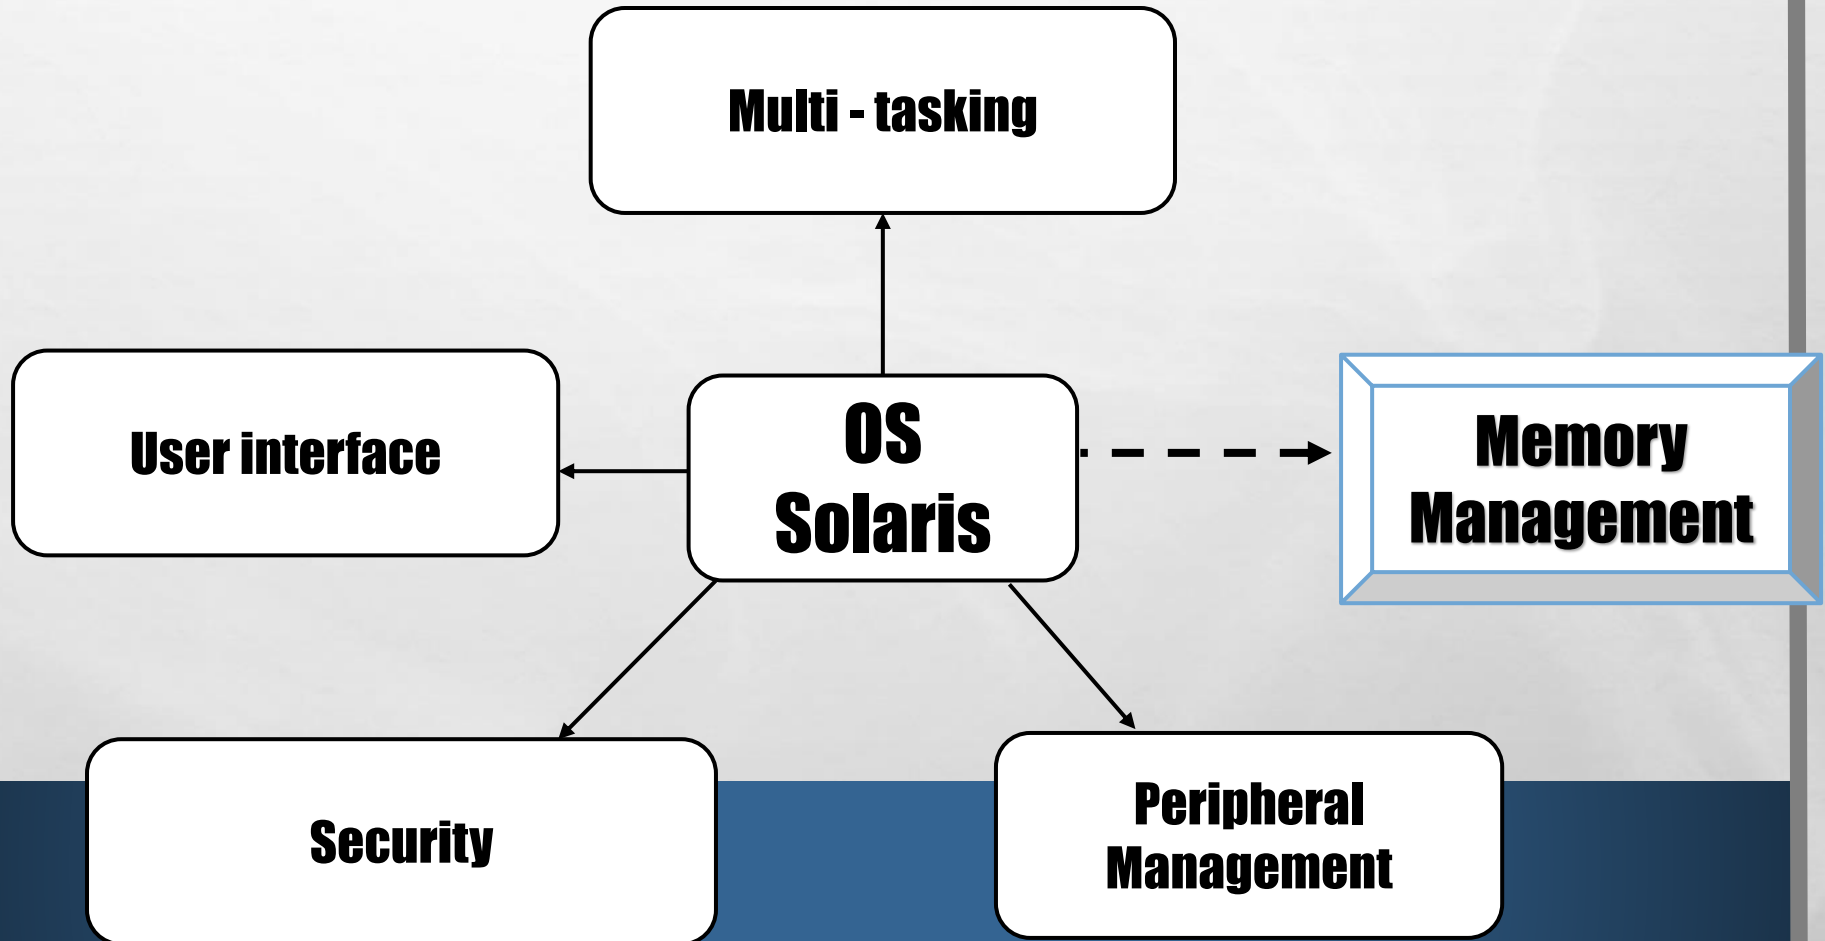 Multi - tasking
User interface
OS
Solaris
Memory
Management
Security
Peripheral
Management